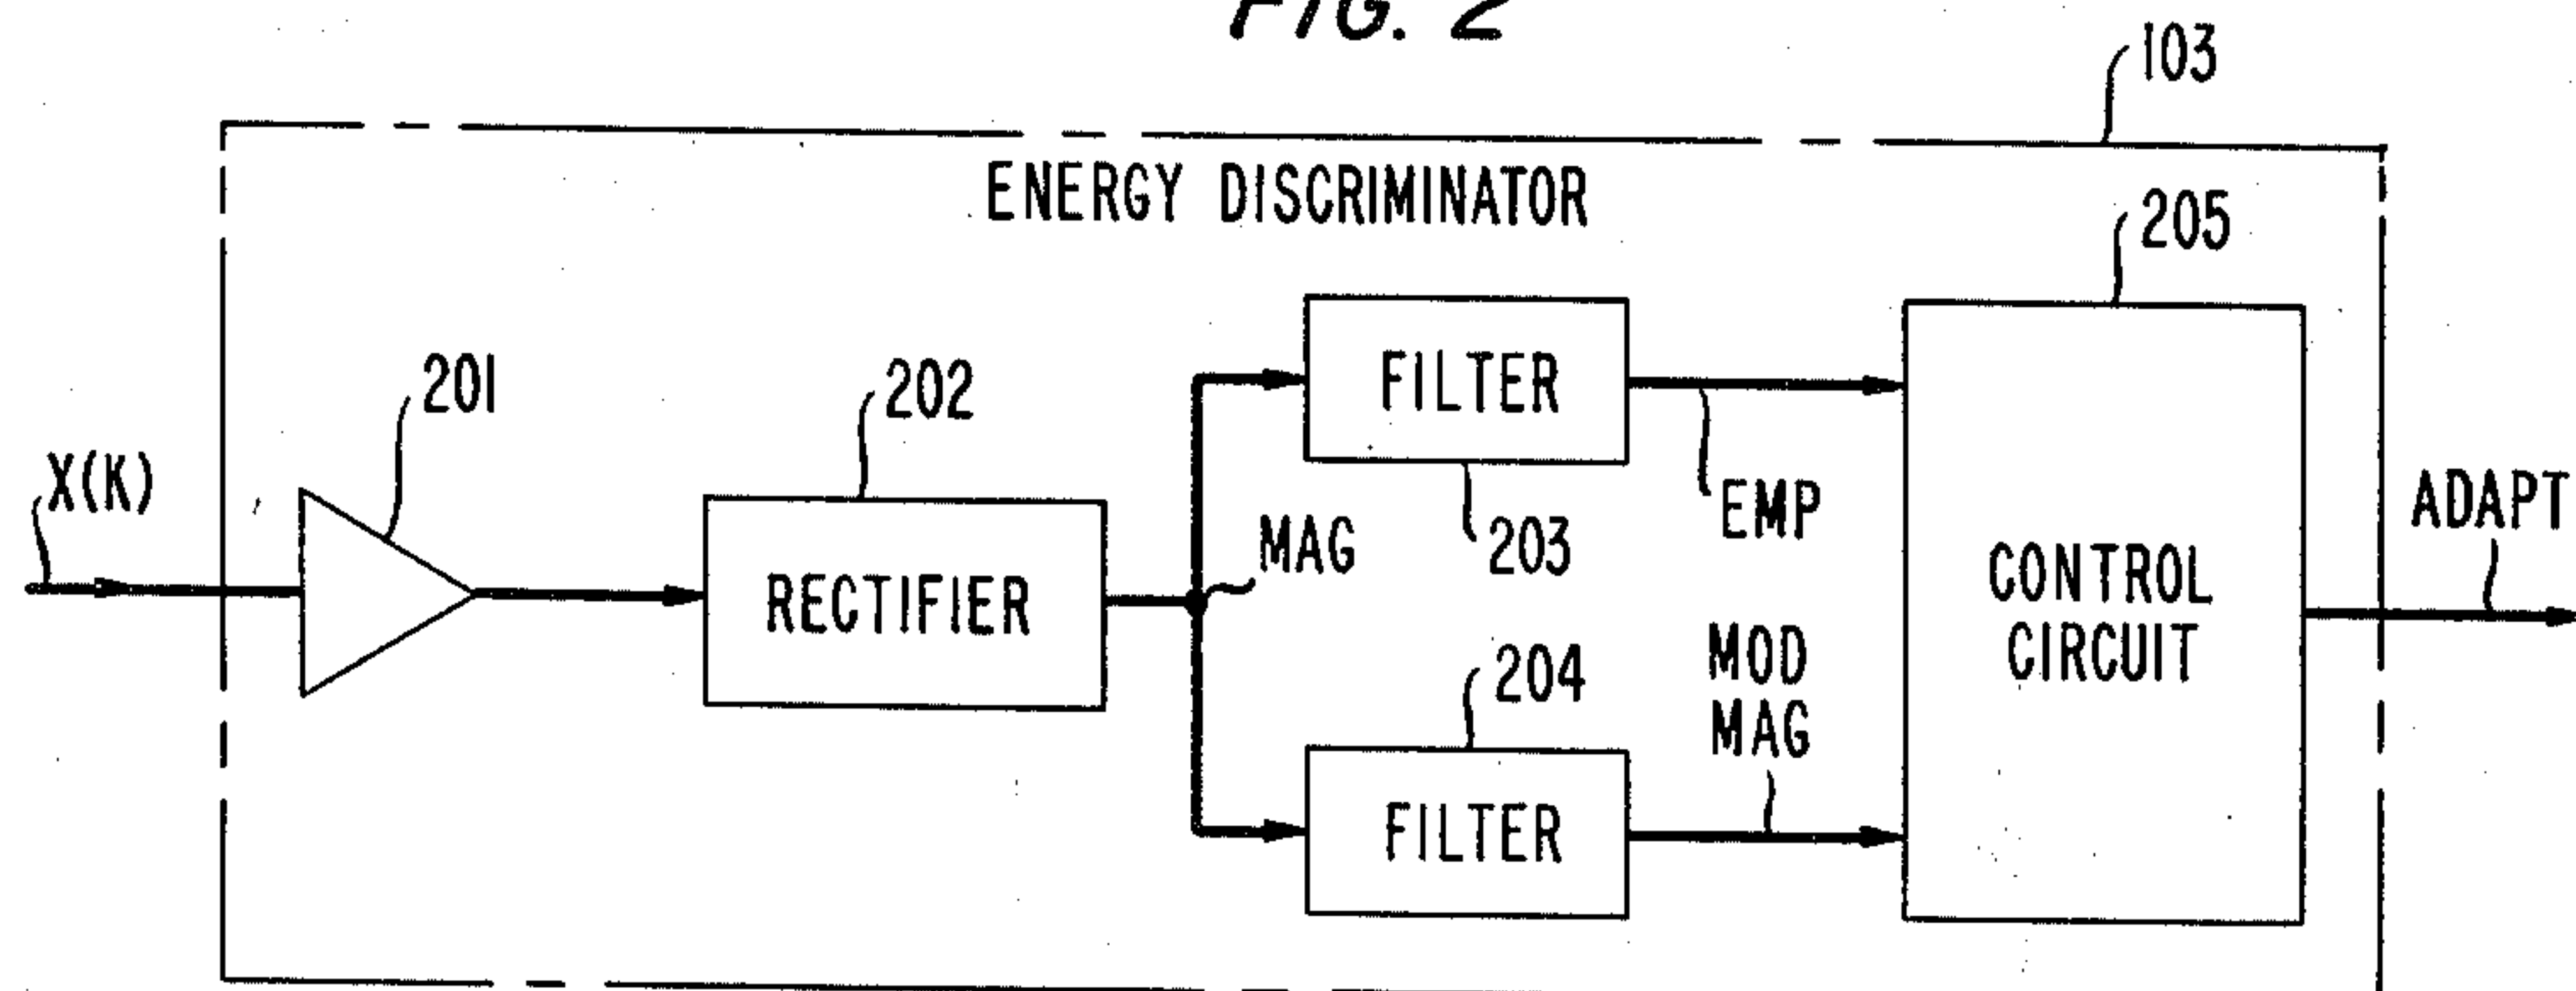 FIG. 2
103
ENERGY DISCRIMINATOR
205
201
202
FILTER
X(K)
EMP
203
MAG
ADAPT
RECTIFIER
CONTROL
CIRCUIT
204
MOD
MAG
FILTER